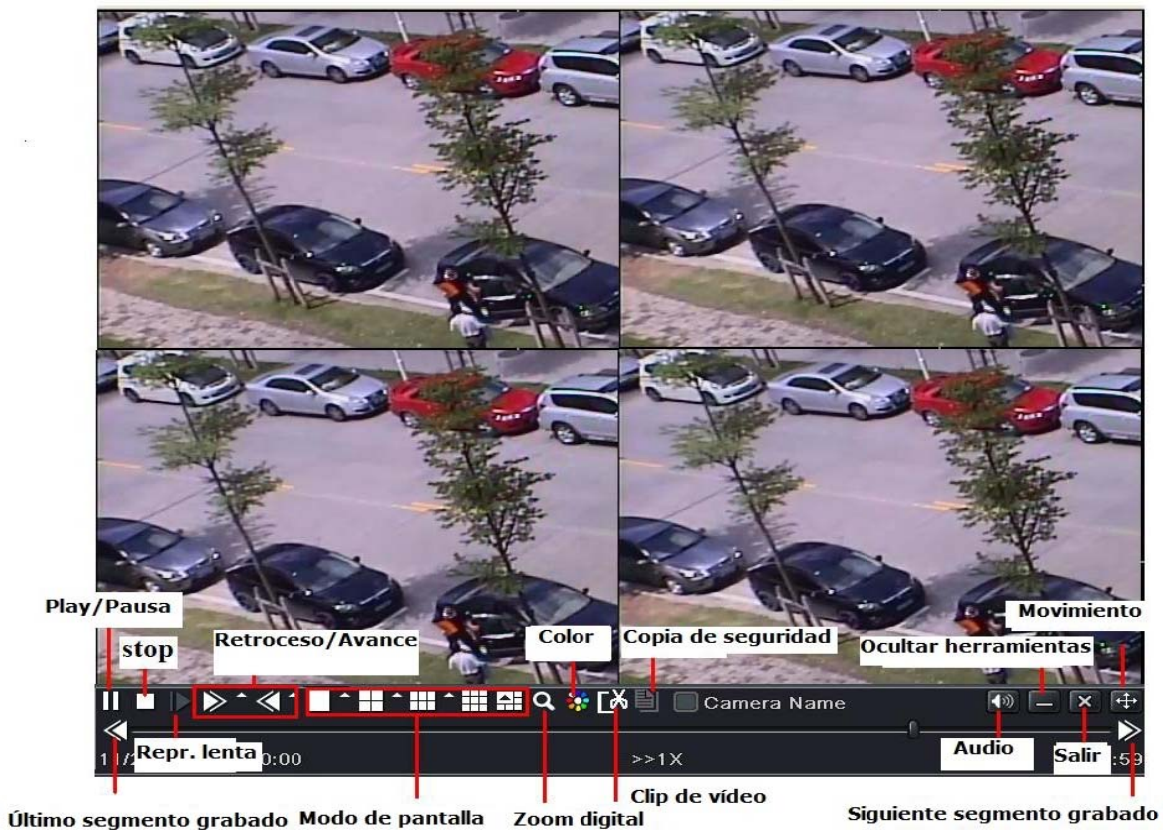 Play/Pausa
stop
Retroceso/Avance
Color
Copia de seguridad
Movimiento
Ocultar herramientas
Camera Name
Repr. lenta
Audio
Salir
:00
>>1X
:59
Último segmento grabado
Modo de pantalla
Zoom digital
Clip de vídeo
Siguiente segmento grabado